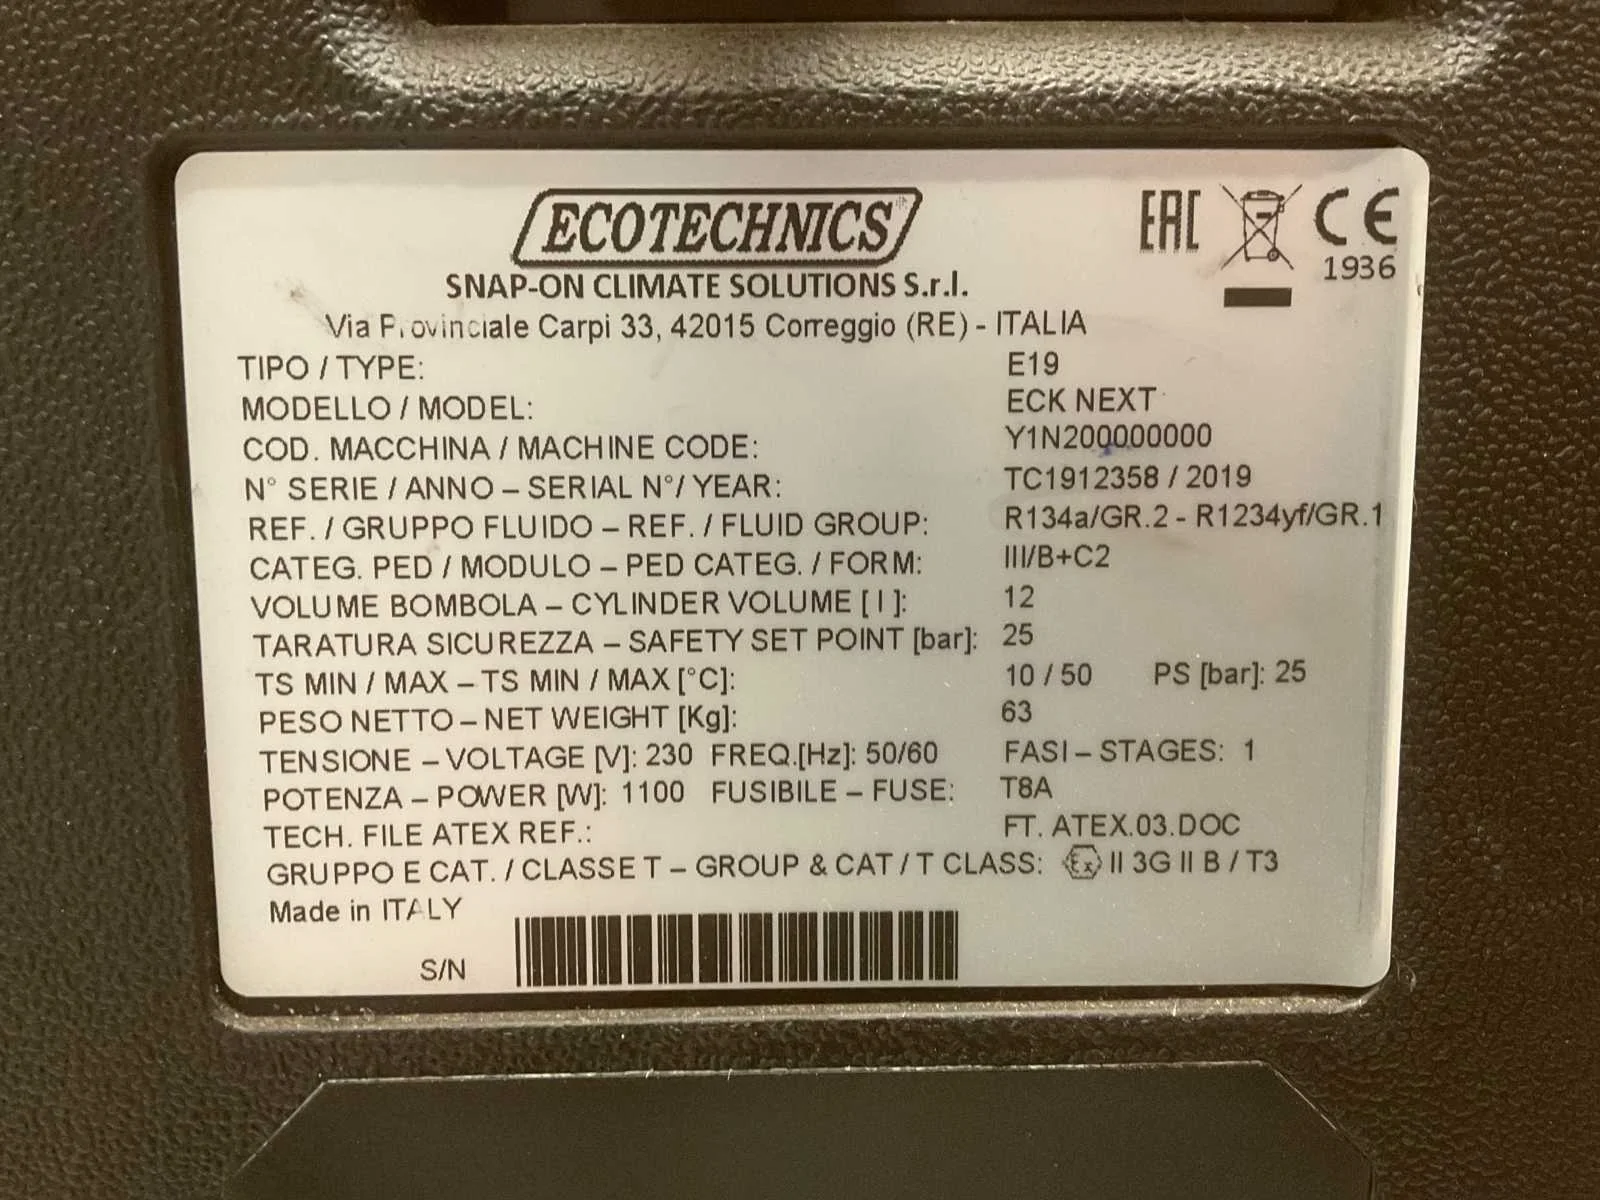 ECOTECHNICS
EAC
CE
1936
SNAP-ON CLIMATE SOLUTIONS S.r.l.
Via Provinciale Carpi 33, 42015 Correggio (RE) - ITALIA
TIPO / TYPE: E19
MODELLO / MODEL: ECK NEXT
COD. MACCHINA / MACHINE CODE: Y1N200000000
N° SERIE / ANNO – SERIAL N°/ YEAR: TC1912358 / 2019
REF. / GRUPPO FLUIDO – REF. / FLUID GROUP: R134a/GR.2 - R1234yf/GR.1
CATEG. PED / MODULO – PED CATEG. / FORM: III/B+C2
VOLUME BOMBOLA – CYLINDER VOLUME [ l ]: 12
TARATURA SICUREZZA – SAFETY SET POINT [bar]: 25
TS MIN / MAX – TS MIN / MAX [°C]: 10 / 50 PS [bar]: 25
PESO NETTO – NET WEIGHT [Kg]: 63
TENSIONE – VOLTAGE [V]: 230 FREQ.[Hz]: 50/60 FASI – STAGES: 1
POTENZA – POWER [W]: 1100 FUSIBILE – FUSE: T8A
TECH. FILE ATEX REF.: FT. ATEX.03.DOC
GRUPPO E CAT. / CLASSE T – GROUP & CAT / T CLASS: Ex II 3G II B / T3
Made in ITALY
S/N